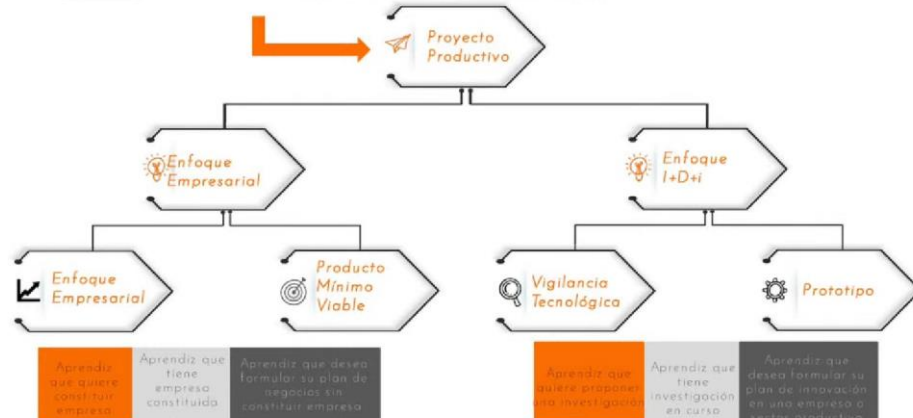 Proyecto
Productivo
Enfoque
Empresarial
Enfoque
I+D+i
Enfoque
Empresarial
Producto
Mínimo
Viable
Vigilancia
Tecnológica
Prototipo
Aprendiz
que quiere
constituir
empresa
Aprendiz que
tiene
empresa
constituida
Aprendiz que desea
formular su plan de
negocios sin
constituir empresa
Aprendiz que
quiere proponer
una investigación
Aprendiz que
tiene
investigación
en curso
Aprendiz que
desea formular su
plan de innovación
en una empresa o